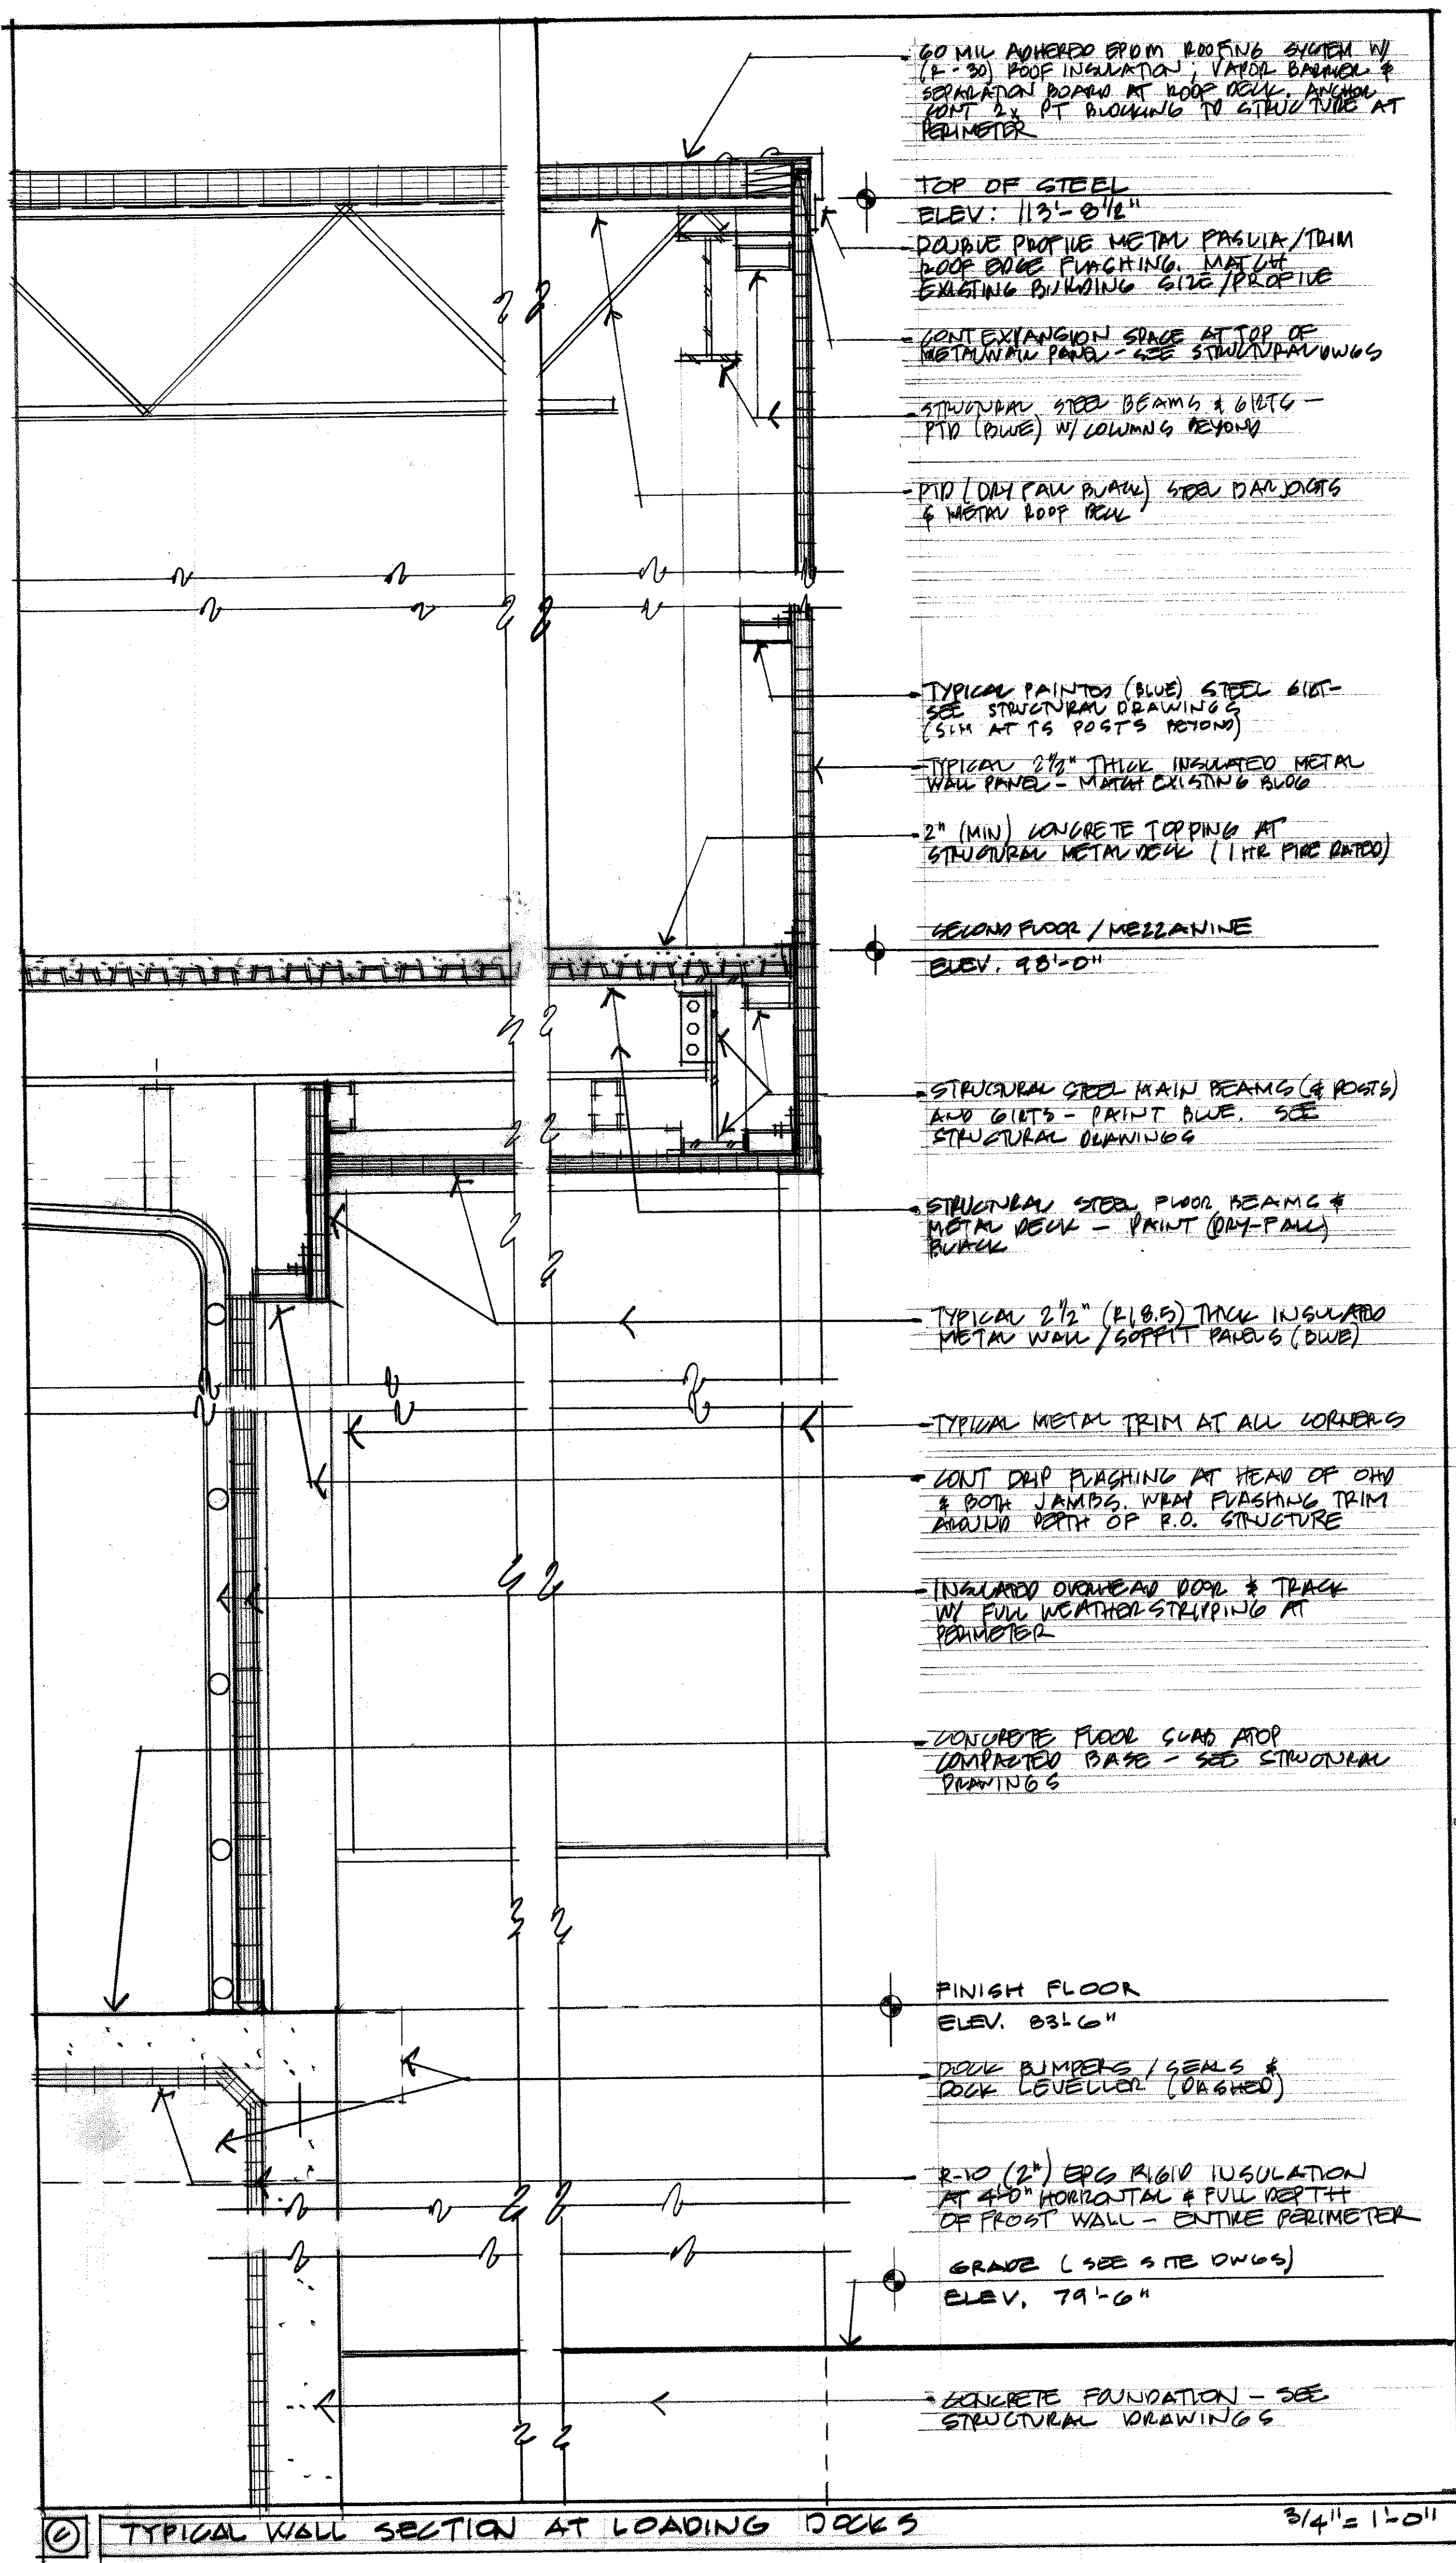 60 MIL ADHERED EPDM ROOFING SYSTEM W/
(R-30) ROOF INSULATION, VAPOR BARRIER &
SEPARATION BOARD AT ROOF DECK. ANCHOR
CONT 2x PT BLOCKING TO STRUCTURE AT
PERIMETER
TOP OF STEEL
ELEV: 113'-8 1/2"
DOUBLE PROFILE METAL FASCIA/TRIM
ROOF EDGE FLASHING. MATCH
EXISTING BUILDING SIZE/PROFILE
CONT EXPANSION SPACE AT TOP OF
METAL WALL PANEL - SEE STRUCTURAL DWGS
STRUCTURAL STEEL BEAMS & GIRTS -
PTD (BLUE) W/ COLUMNS BEYOND
PTD (DRY FALL BLACK) STEEL BAR JOISTS
& METAL ROOF DECK
TYPICAL PAINTED (BLUE) STEEL GIRT-
SEE STRUCTURAL DRAWINGS
(SIM AT TS POSTS BEYOND)
TYPICAL 2 1/2" THICK INSULATED METAL
WALL PANEL - MATCH EXISTING BLDG
2" (MIN) CONCRETE TOPPING AT
STRUCTURAL METAL DECK (1 HR FIRE RATED)
SECOND FLOOR / MEZZANINE
ELEV. 98'-0"
STRUCTURAL STEEL MAIN BEAMS (& POSTS)
AND GIRTS - PAINT BLUE. SEE
STRUCTURAL DRAWINGS
STRUCTURAL STEEL FLOOR BEAMS &
METAL DECK - PAINT (DRY-FALL)
BLACK
TYPICAL 2 1/2" (R18.5) THICK INSULATED
METAL WALL / SOFFIT PANELS (BLUE)
TYPICAL METAL TRIM AT ALL CORNERS
CONT DRIP FLASHING AT HEAD OF OHD
& BOTH JAMBS. WRAP FLASHING TRIM
AROUND DEPTH OF R.O. STRUCTURE
INSULATED OVERHEAD DOOR & TRACK
W/ FULL WEATHERSTRIPPING AT
PERIMETER
CONCRETE FLOOR SLAB ATOP
COMPACTED BASE - SEE STRUCTURAL
DRAWINGS
FINISH FLOOR
ELEV. 83'-6"
DOCK BUMPERS / SEALS &
DOCK LEVELLER (DASHED)
R-10 (2") EPS RIGID INSULATION
AT 4'-0" HORIZONTAL & FULL DEPTH
OF FROST WALL - ENTIRE PERIMETER
GRADE (SEE SITE DWGS)
ELEV. 79'-6"
CONCRETE FOUNDATION - SEE
STRUCTURAL DRAWINGS
TYPICAL WALL SECTION AT LOADING DOCKS
3/4" = 1'-0"